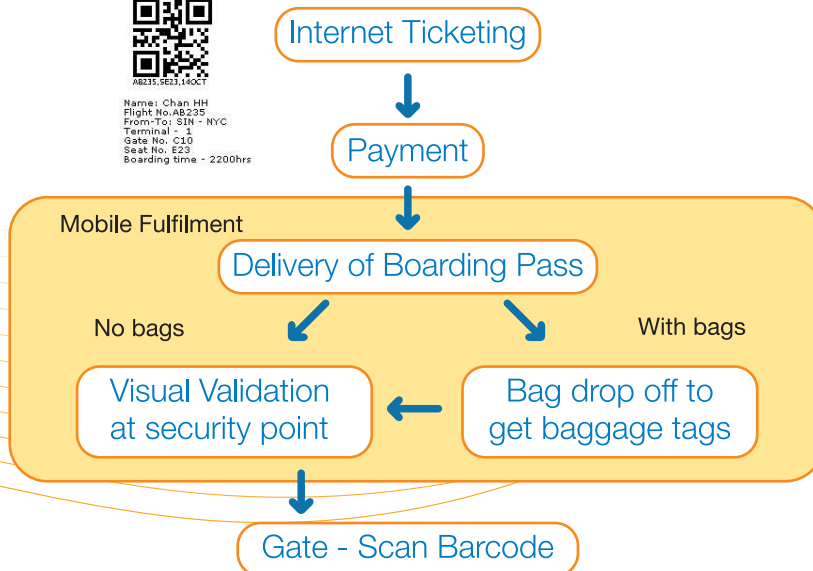 AB235,SE23,14OCT
Name: Chan HH
Flight No.AB235
From-To: SIN - NYC
Terminal - 1
Gate No. C10
Seat No. E23
Boarding time - 2200hrs
Internet Ticketing
Payment
Mobile Fulfilment
Delivery of Boarding Pass
No bags
With bags
Visual Validation
at security point
Bag drop off to
get baggage tags
Gate - Scan Barcode